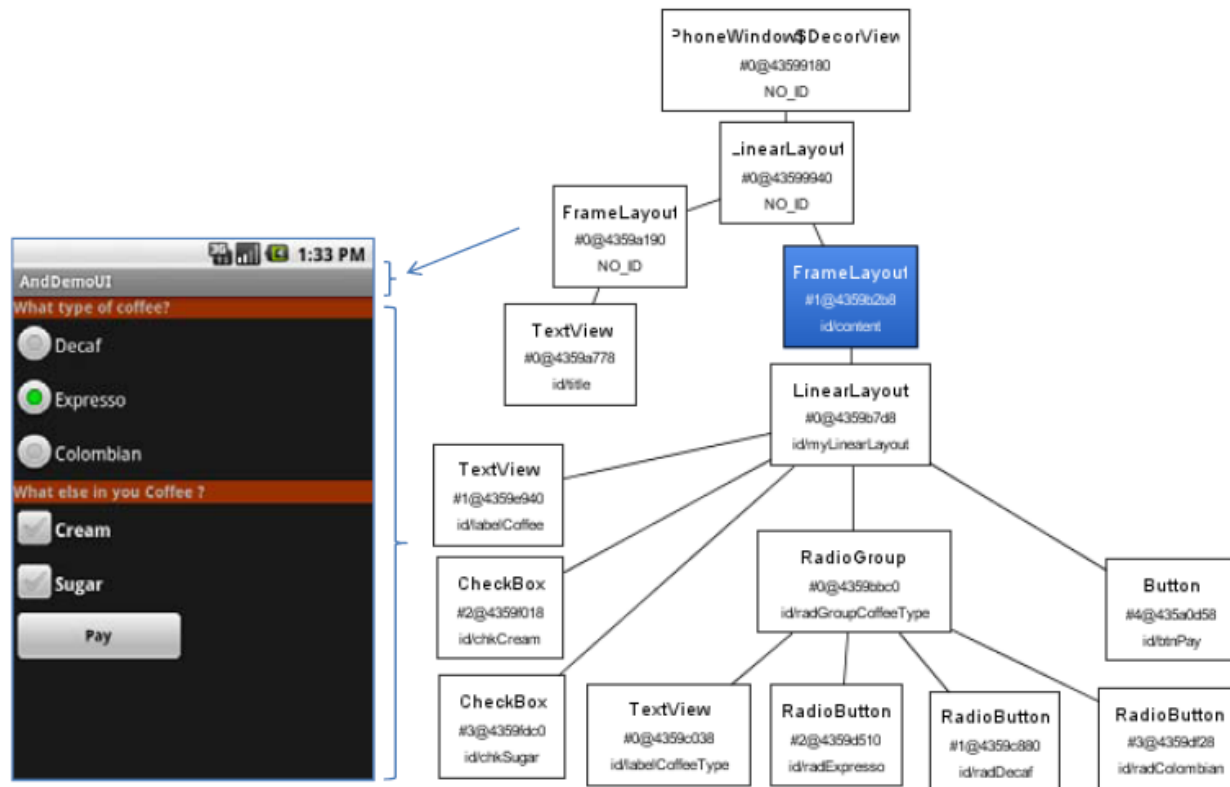 PhoneWindow$DecorView
#0@43599180
NO_ID
LinearLayout
#0@43599940
NO_ID
FrameLayout
#0@4359a190
NO_ID
FrameLayout
#1@4359b2b8
id/content
TextView
#0@4359a778
id/title
LinearLayout
#0@4359b7d8
id/myLinearLayout
TextView
#1@4359e940
id/labelCoffee
CheckBox
#2@4359f018
id/chkCream
RadioGroup
#0@4359bbc0
id/radGroupCoffeeType
Button
#4@435a0d58
id/btnPay
CheckBox
#3@4359fdc0
id/chkSugar
TextView
#0@4359c038
id/labelCoffeeType
RadioButton
#2@4359d510
id/radExpresso
RadioButton
#1@4359c880
id/radDecaf
RadioButton
#3@4359df28
id/radColombian
3G
1:33 PM
AndDemoUI
What type of coffee?
Decaf
Expresso
Colombian
What else in you Coffee ?
Cream
Sugar
Pay